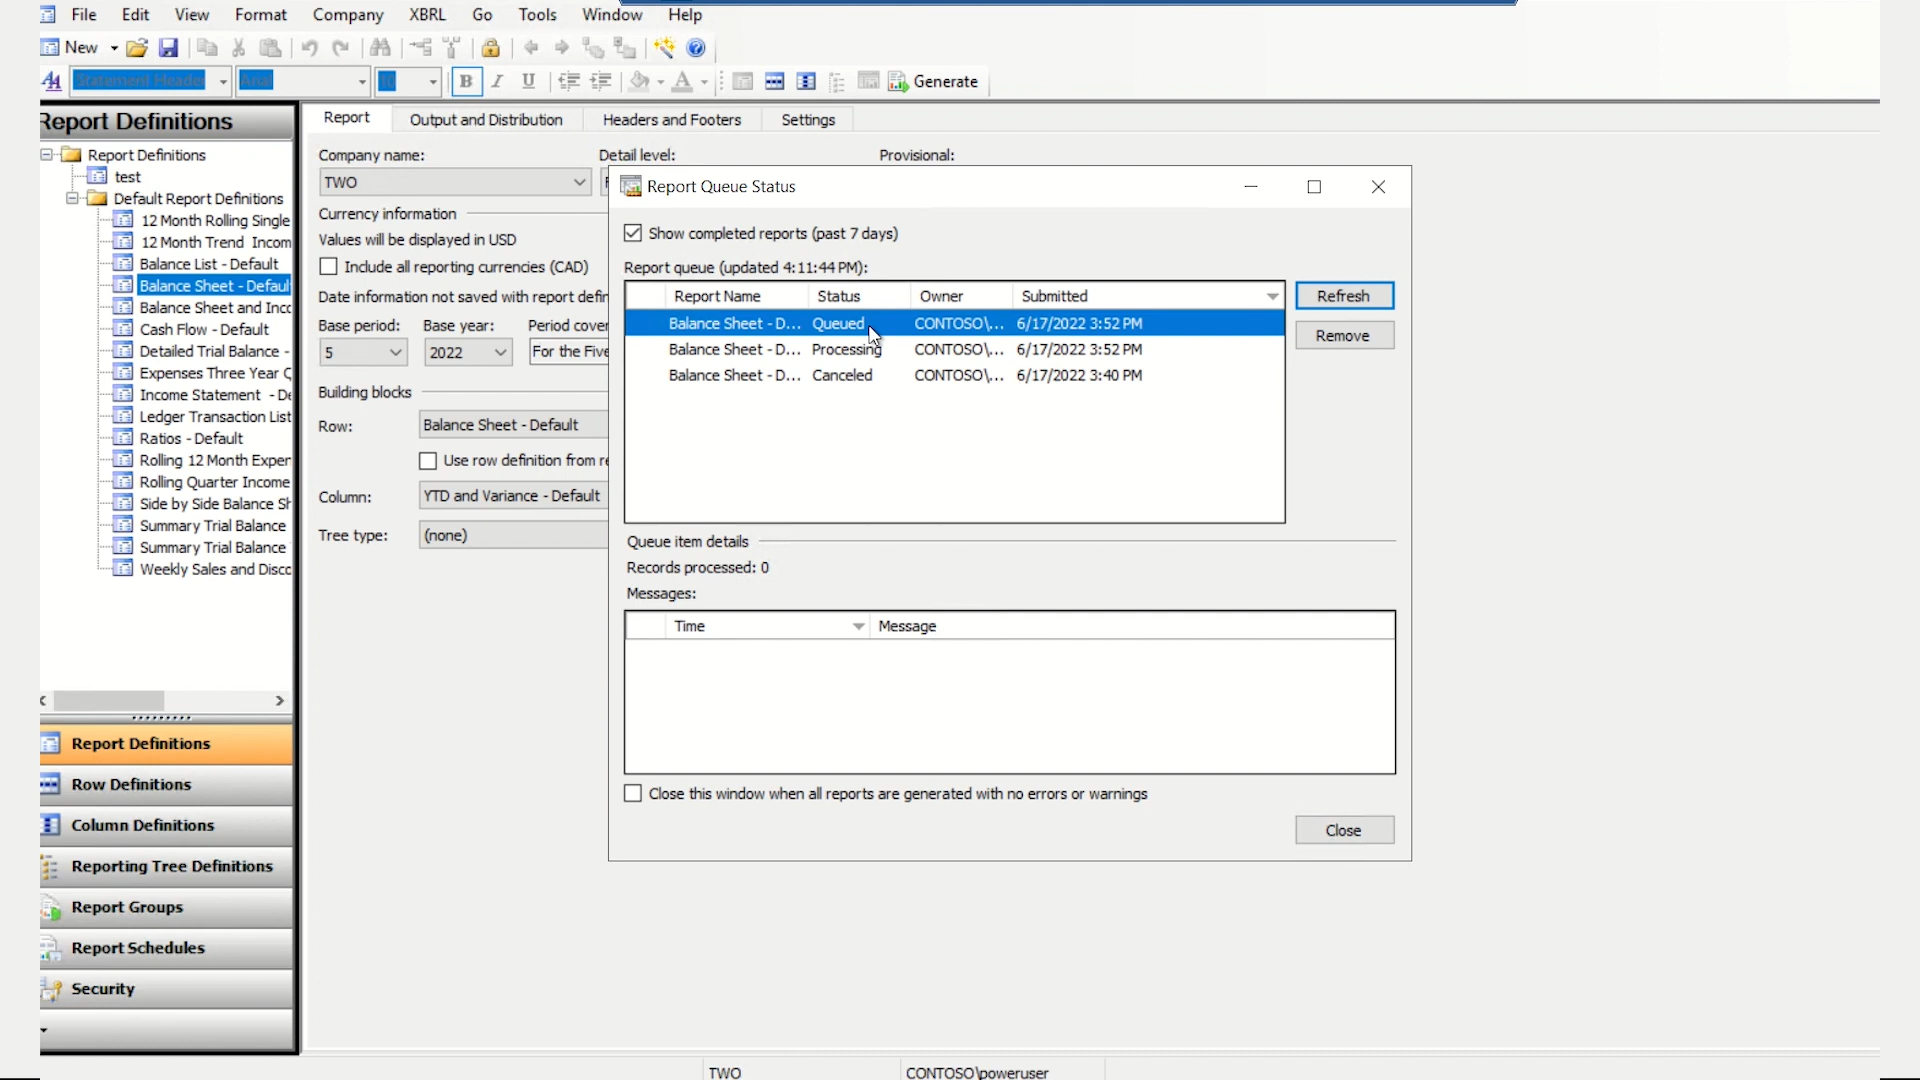 File Edit View Format Company XBRL Go Tools Window Help
New
Statement Header Arial 10 B I U A Generate
Report Definitions
Report Definitions
test
Default Report Definitions
12 Month Rolling Single
12 Month Trend Incom
Balance List - Default
Balance Sheet - Defaul
Balance Sheet and Inco
Cash Flow - Default
Detailed Trial Balance -
Expenses Three Year
Income Statement - De
Ledger Transaction List
Ratios - Default
Rolling 12 Month Exper
Rolling Quarter Income
Side by Side Balance Sh
Summary Trial Balance
Summary Trial Balance
Weekly Sales and Disco
Report Definitions
Row Definitions
Column Definitions
Reporting Tree Definitions
Report Groups
Report Schedules
Security
Report Output and Distribution Headers and Footers Settings
Company name: Detail level: Provisional:
TWO
Currency information
Values will be displayed in USD
Include all reporting currencies (CAD)
Date information not saved with report defin
Base period: Base year: Period cover
5 2022 For the Five
Building blocks
Row: Balance Sheet - Default
Use row definition from re
Column: YTD and Variance - Default
Tree type: (none)
Report Queue Status
Show completed reports (past 7 days)
Report queue (updated 4:11:44 PM):
Report Name Status Owner Submitted
Balance Sheet - D... Queued CONTOSO\... 6/17/2022 3:52 PM
Balance Sheet - D... Processing CONTOSO\... 6/17/2022 3:52 PM
Balance Sheet - D... Canceled CONTOSO\... 6/17/2022 3:40 PM
Refresh
Remove
Queue item details
Records processed: 0
Messages:
Time Message
Close this window when all reports are generated with no errors or warnings
Close
TWO CONTOSO\poweruser